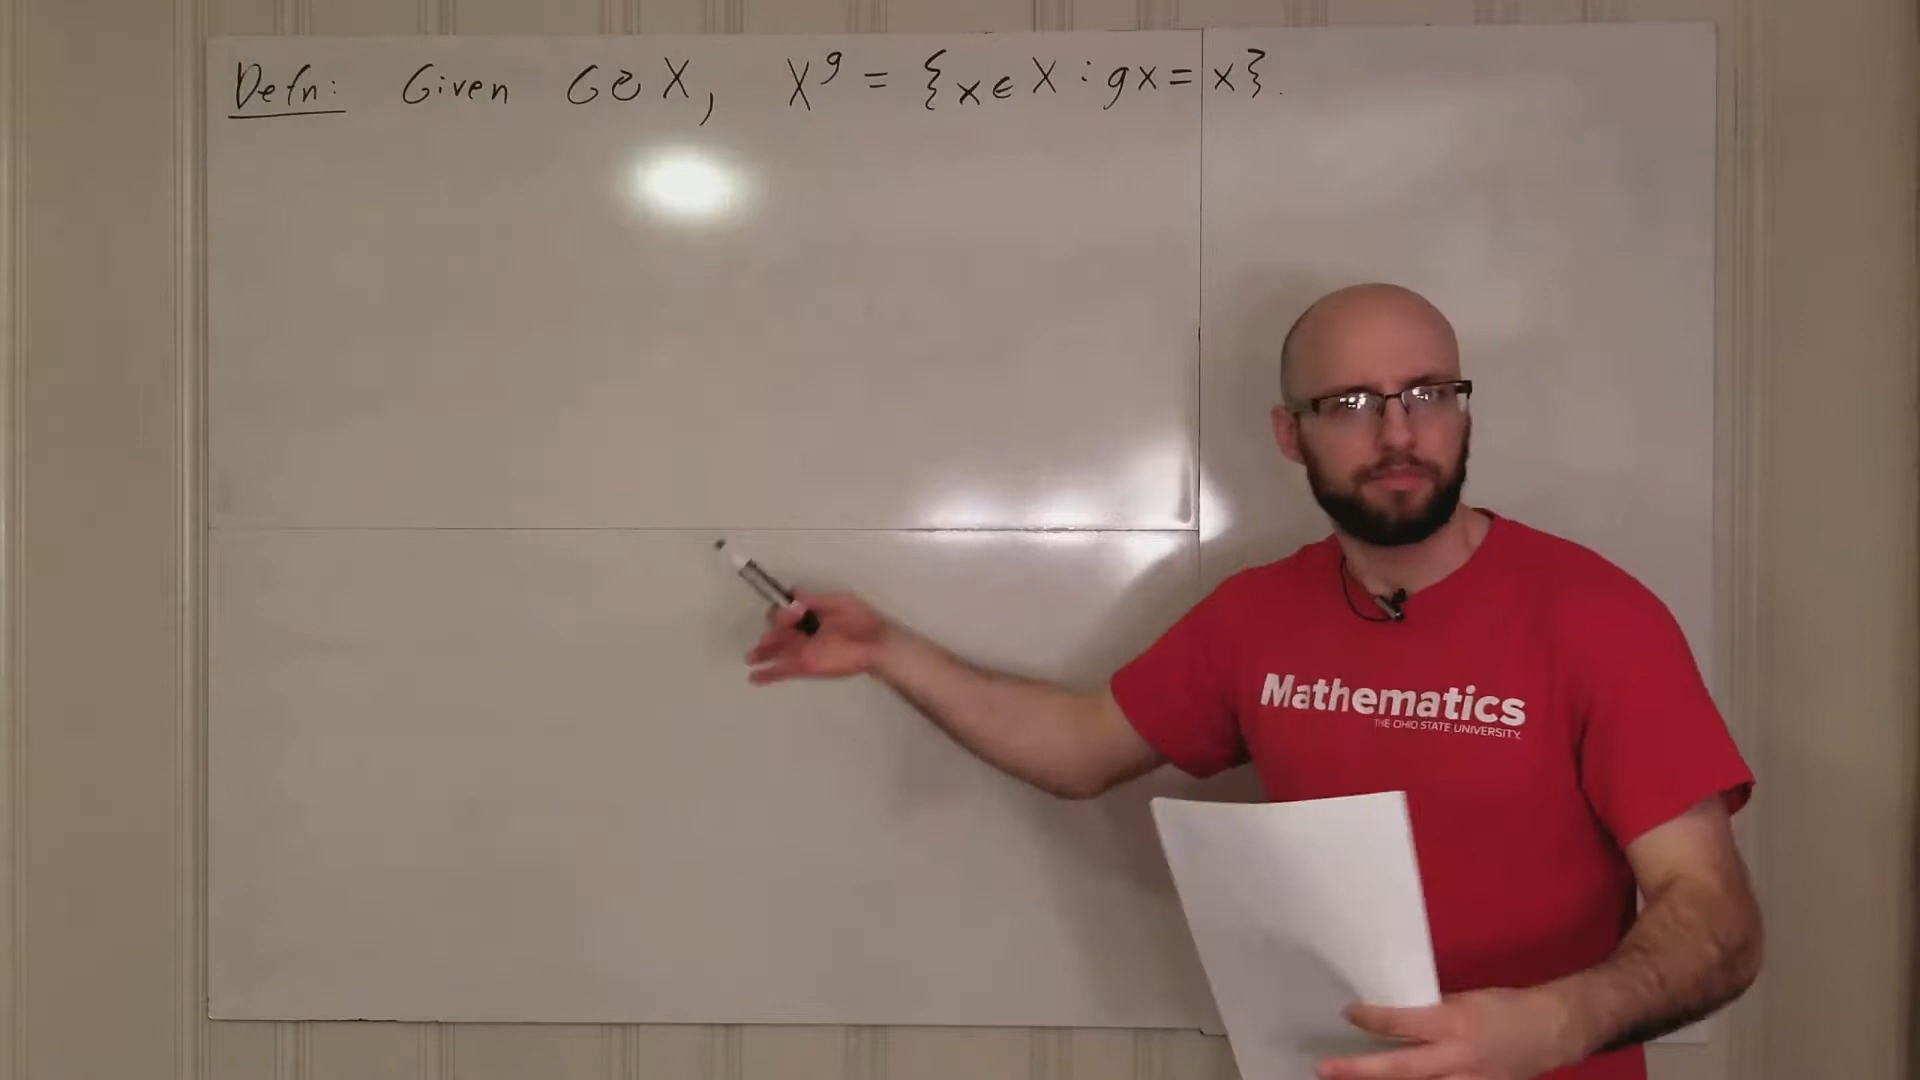 Defn: Given G↻X, X^g = {x∈X : gx = x}.
Mathematics
THE OHIO STATE UNIVERSITY